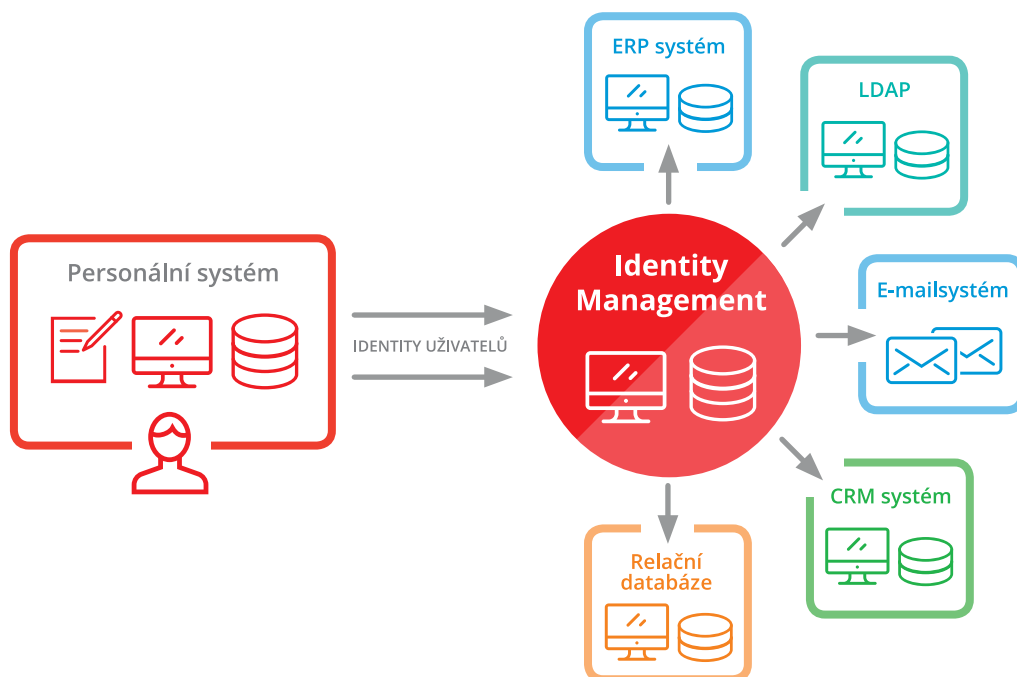 ERP systém
LDAP
Personální systém
Identity
Management
E-mailsystém
IDENTITY UŽIVATELŮ
CRM systém
Relační
databáze